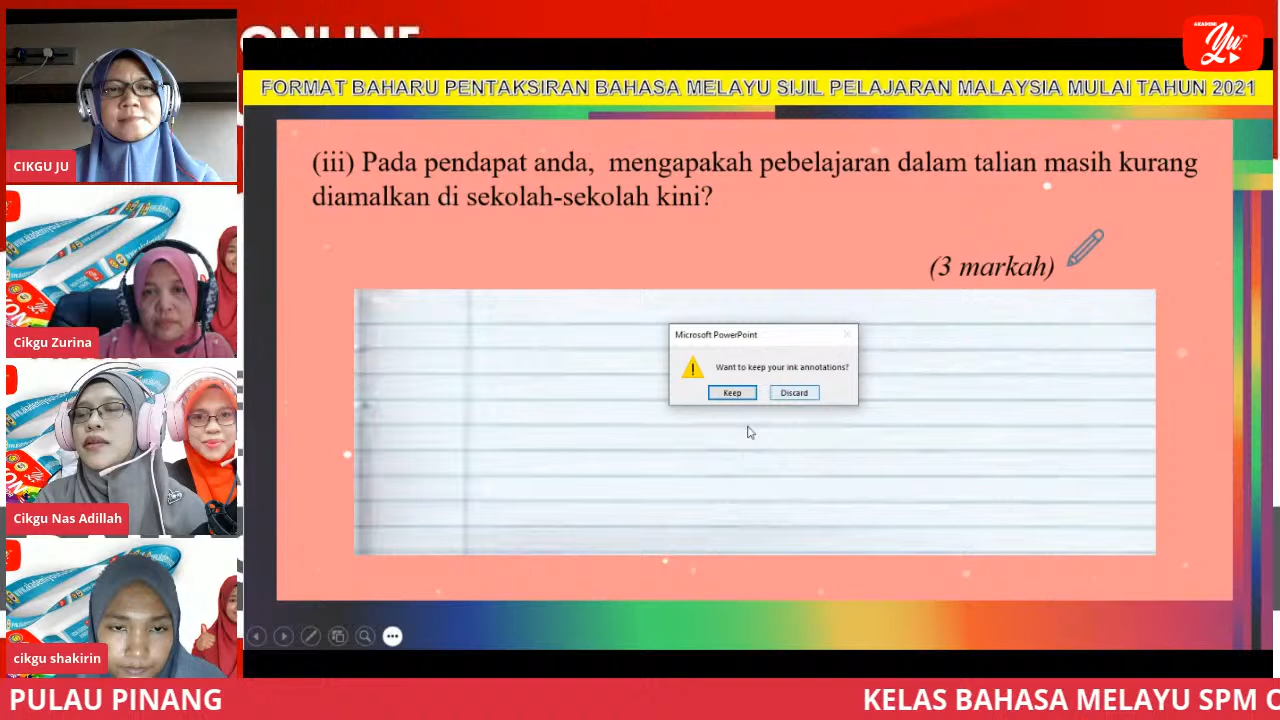 ONLINE
AKADEMI
Yu.
FORMAT BAHARU PENTAKSIRAN BAHASA MELAYU SIJIL PELAJARAN MALAYSIA MULAI TAHUN 2021
CIKGU JU
(iii) Pada pendapat anda, mengapakah pebelajaran dalam talian masih kurang
diamalkan di sekolah-sekolah kini?
(3 markah)
Microsoft PowerPoint
Want to keep your ink annotations?
Keep
Discard
Cikgu Zurina
Cikgu Nas Adillah
cikgu shakirin
PULAU PINANG
KELAS BAHASA MELAYU SPM